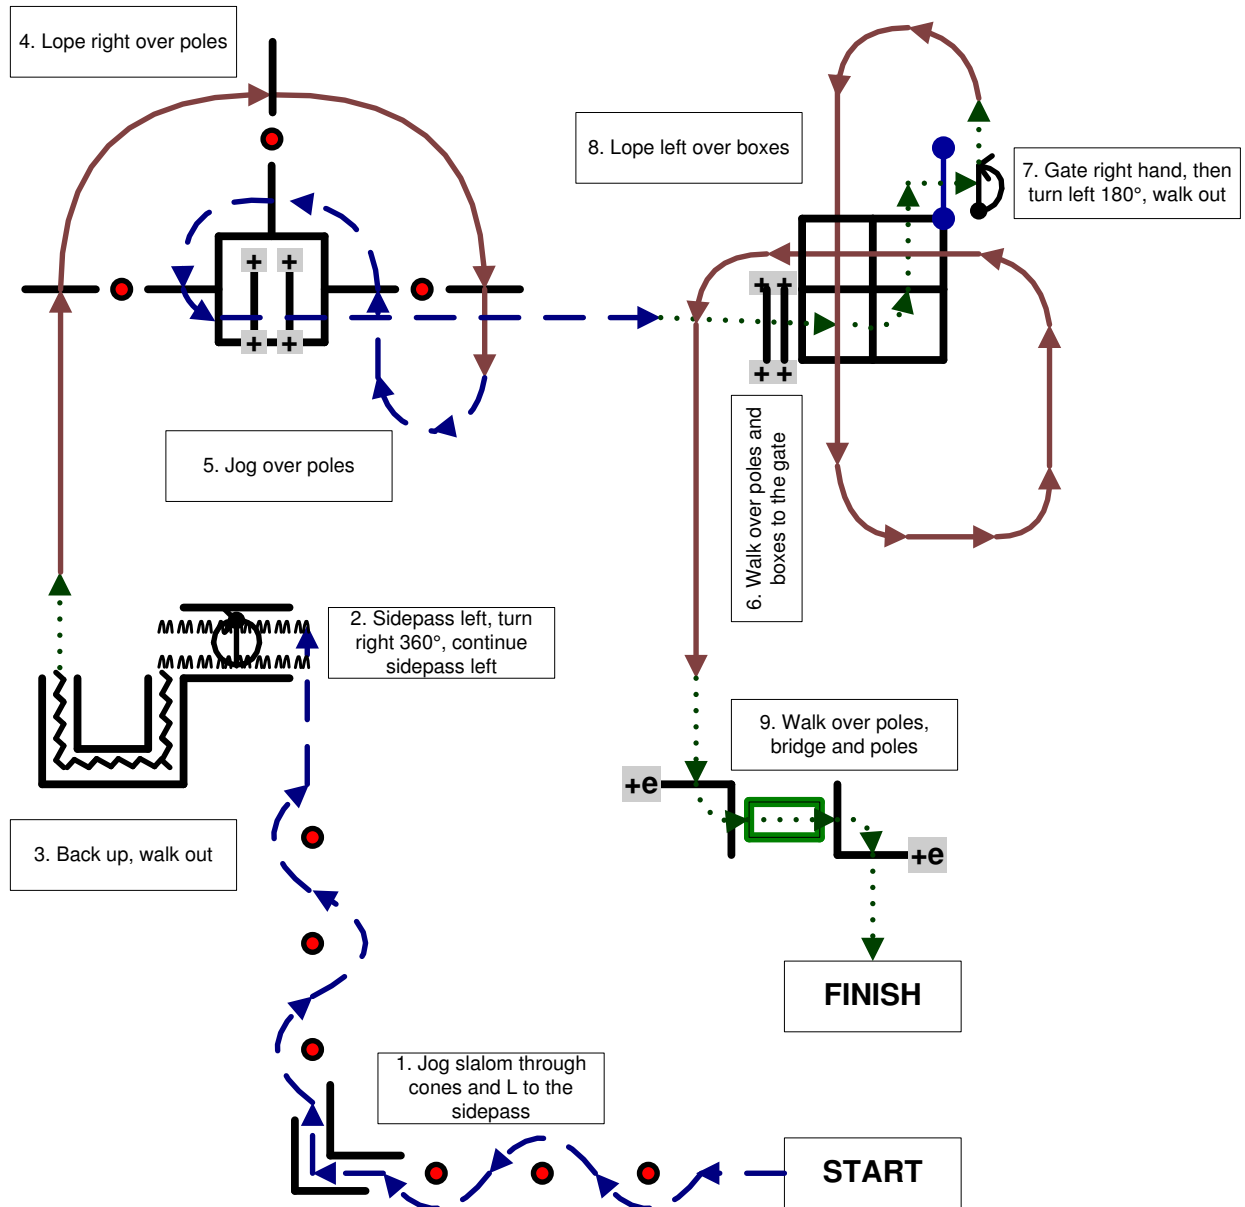 4. Lope right over poles
8. Lope left over boxes
7. Gate right hand, then
turn left 180°, walk out
+ +
+ +
+ +
+ +
5. Jog over poles
6. Walk over poles and
boxes to the gate
2. Sidepass left, turn
right 360°, continue
sidepass left
9. Walk over poles,
bridge and poles
+e
3. Back up, walk out
+e
FINISH
1. Jog slalom through
cones and L to the
sidepass
START